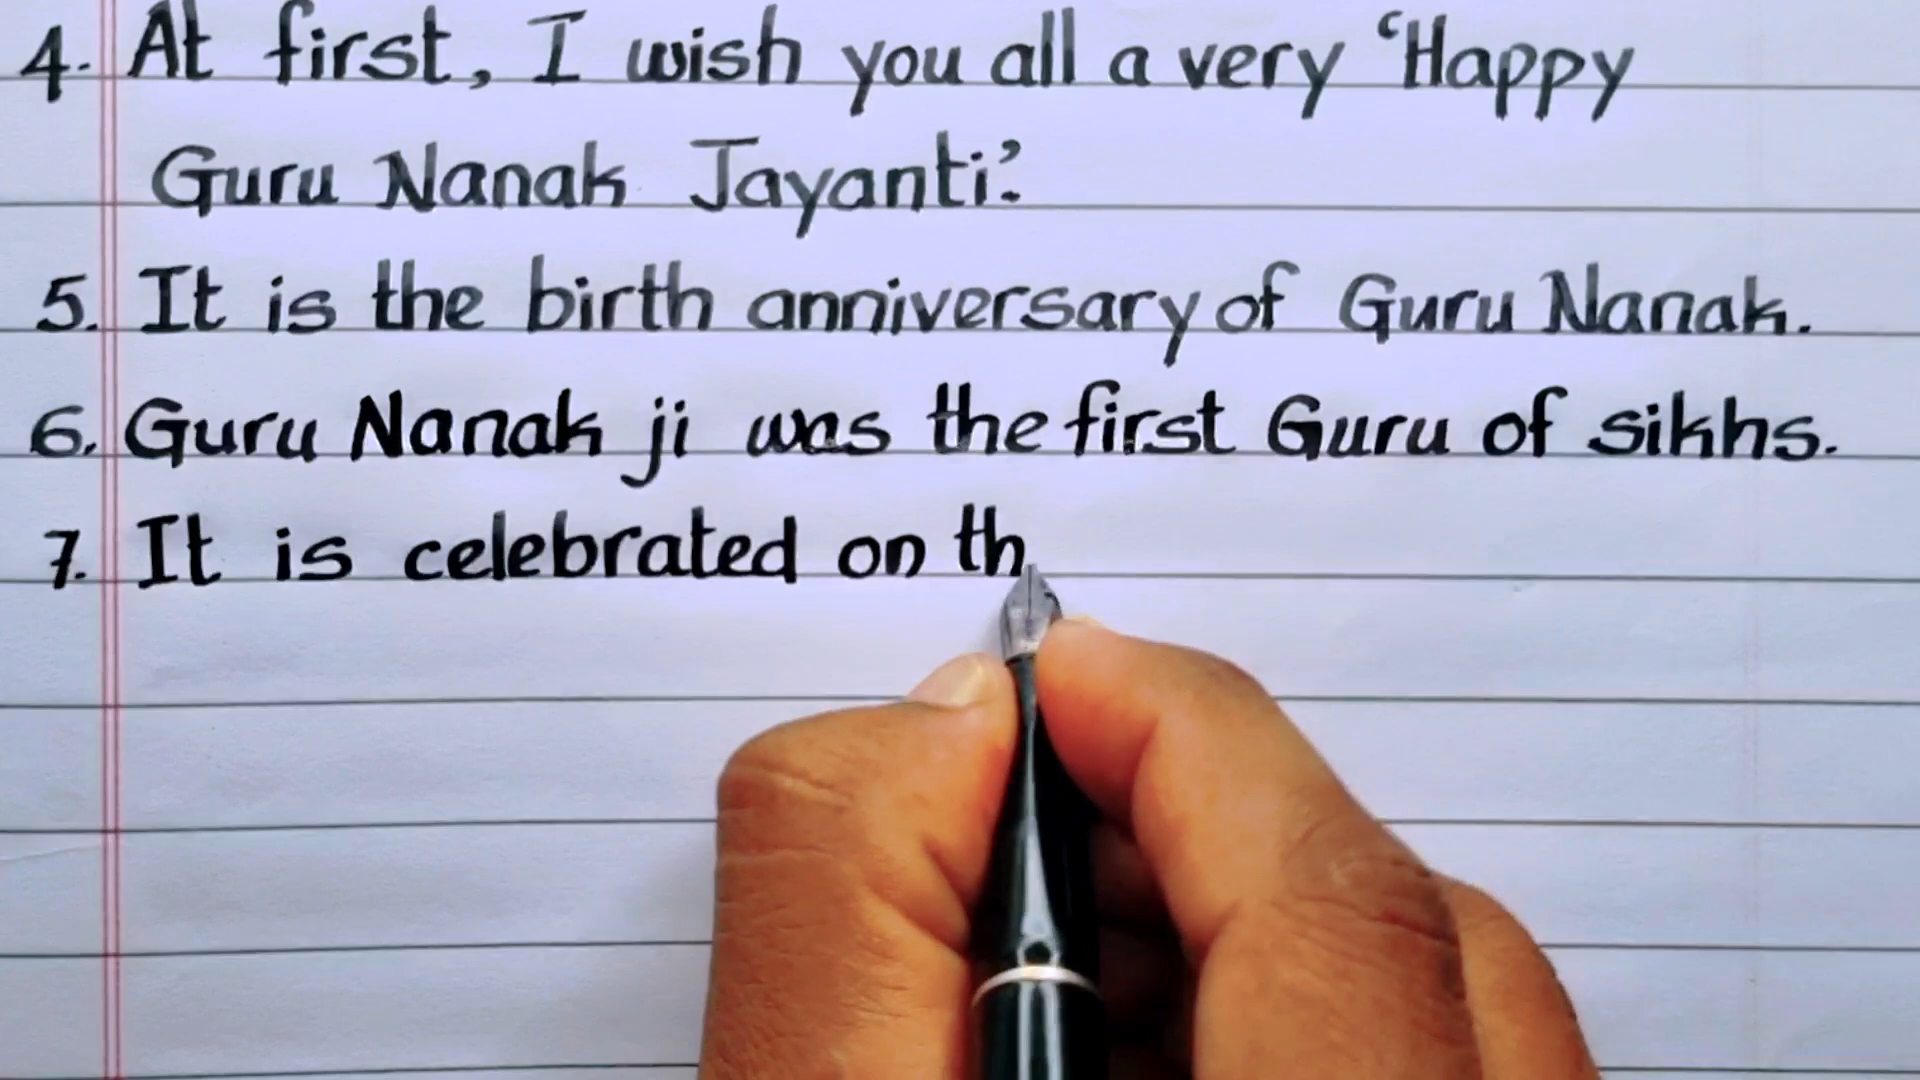 4. At first, I wish you all a very ‘Happy
Guru Nanak Jayanti’.
5. It is the birth anniversary of Guru Nanak.
6. Guru Nanak ji was the first Guru of sikhs.
7. It is celebrated on th